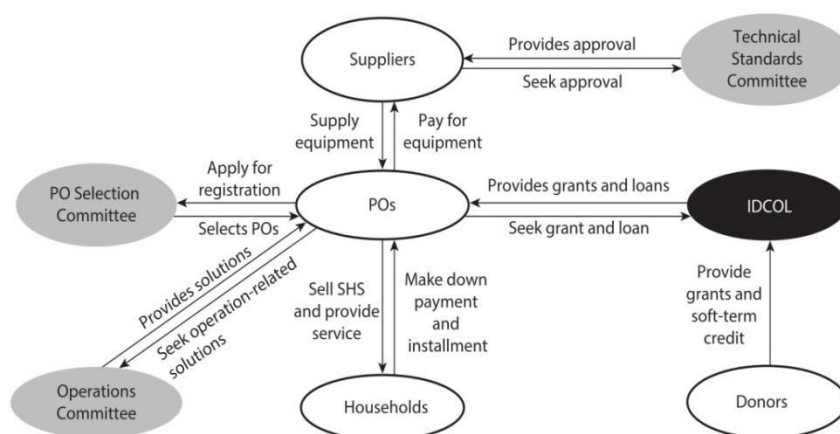 Suppliers
Provides approval
Seek approval
Technical
Standards
Committee
Supply
equipment
Pay for
equipment
PO Selection
Committee
Apply for
registration
Selects POs
POs
Provides grants and loans
Seek grant and loan
IDCOL
Provides solutions
Seek operation-related
solutions
Sell SHS
and provide
service
Make down
payment
and
installment
Provide
grants and
soft-term
credit
Operations
Committee
Households
Donors